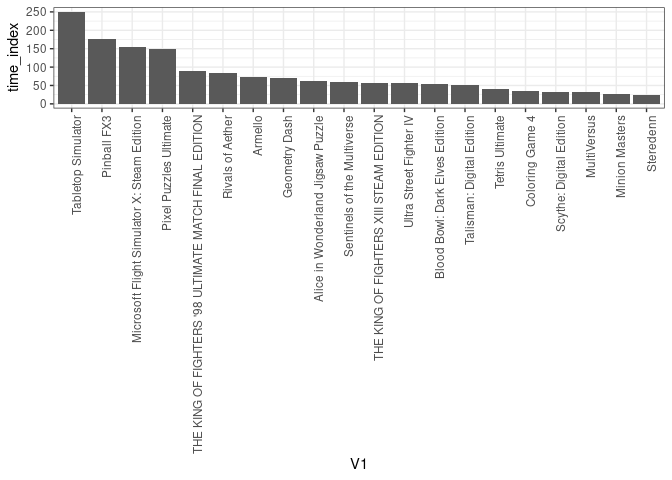 time_index
250
200
150
100
50
0
Tabletop Simulator
Pinball FX3
Microsoft Flight Simulator X: Steam Edition
Pixel Puzzles Ultimate
THE KING OF FIGHTERS '98 ULTIMATE MATCH FINAL EDITION
Rivals of Aether
Armello
Geometry Dash
Alice in Wonderland Jigsaw Puzzle
Sentinels of the Multiverse
THE KING OF FIGHTERS XIII STEAM EDITION
Ultra Street Fighter IV
Blood Bowl: Dark Elves Edition
Talisman: Digital Edition
Tetris Ultimate
Coloring Game 4
Scythe: Digital Edition
MultiVersus
Minion Masters
Steredenn
V1